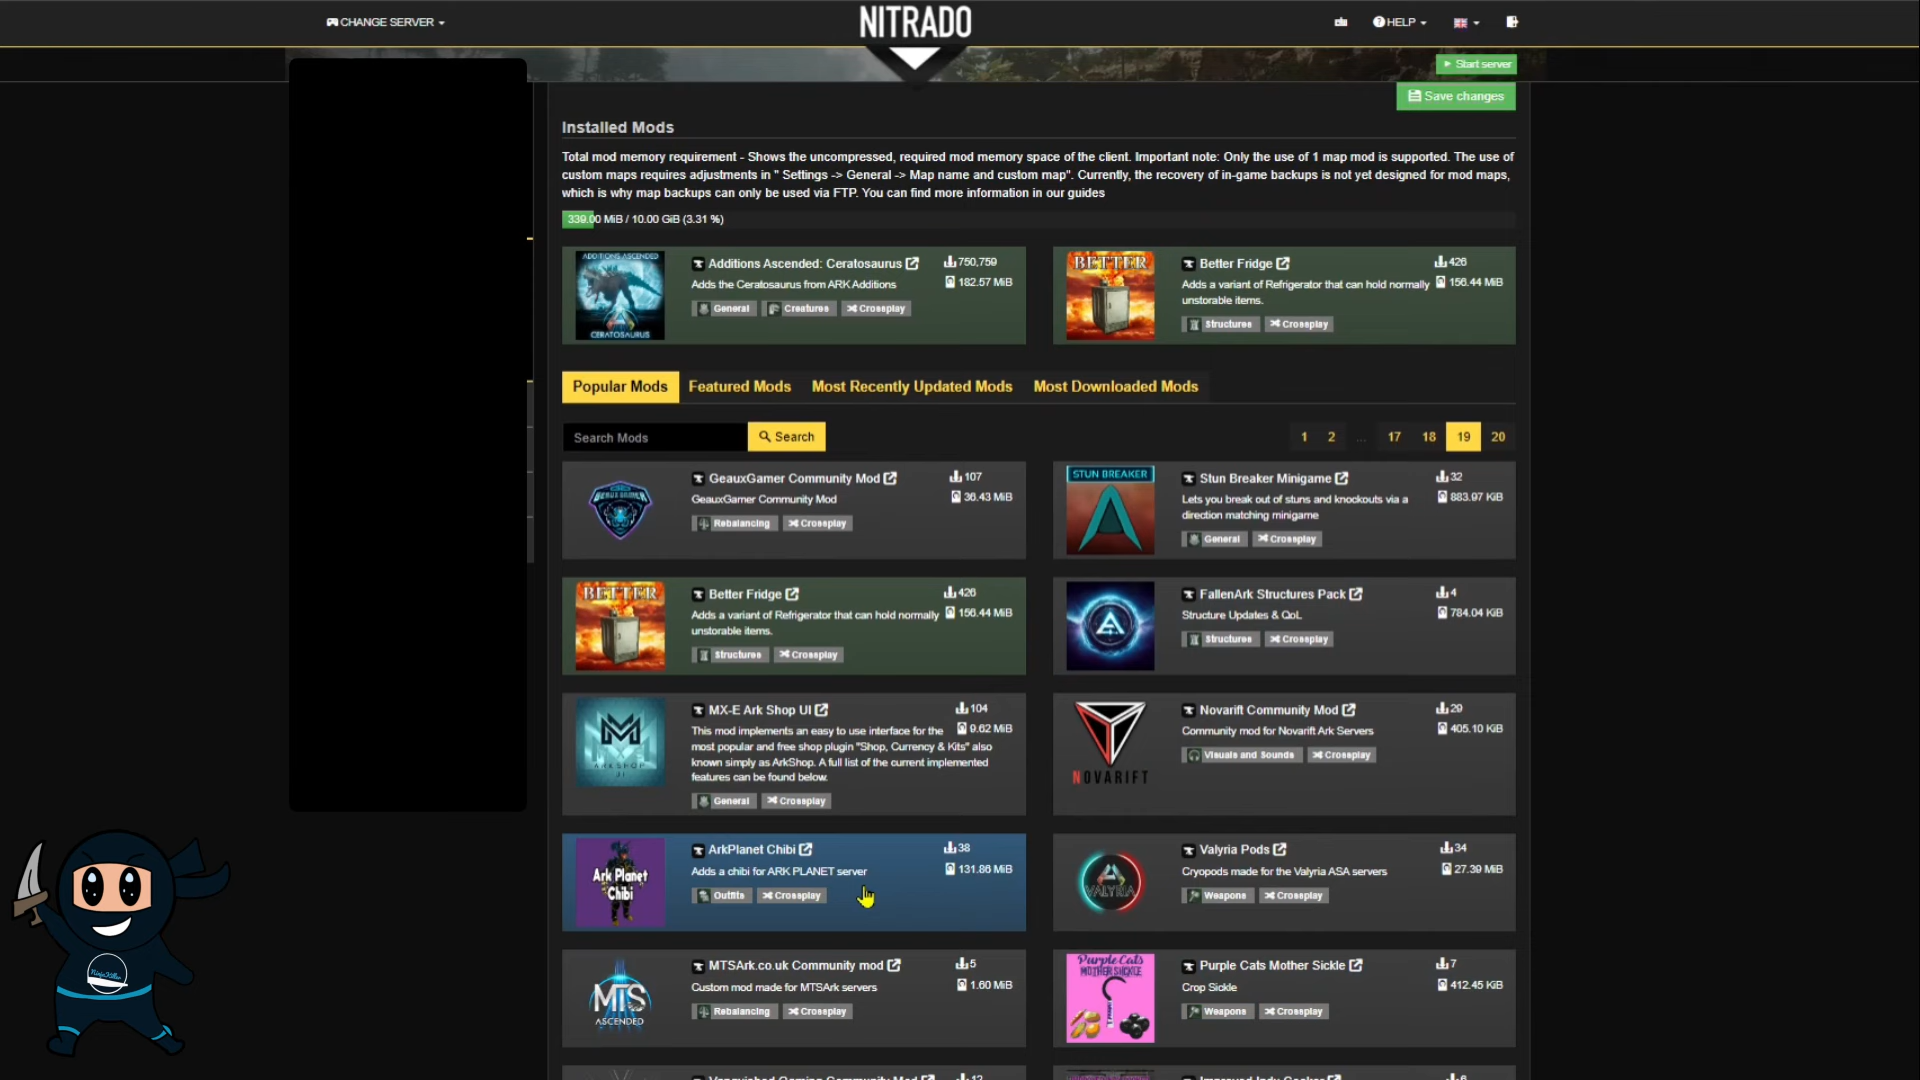 CHANGE SERVER
NITRADO
HELP
Start server
Save changes
Installed Mods
Total mod memory requirement - Shows the uncompressed, required mod memory space of the client. Important note: Only the use of 1 map mod is supported. The use of
custom maps requires adjustments in " Settings -> General -> Map name and custom map". Currently, the recovery of in-game backups is not yet designed for mod maps,
which is why map backups can only be used via FTP. You can find more information in our guides
339.00 MiB / 10.00 GiB (3.31 %)
ADDITIONS ASCENDED
CERATOSAURUS
Additions Ascended: Ceratosaurus
750,759
Adds the Ceratosaurus from ARK Additions
182.57 MiB
General Creatures Crossplay
BETTER
Better Fridge
426
Adds a variant of Refrigerator that can hold normally
unstorable items.
156.44 MiB
Structures Crossplay
Popular Mods Featured Mods Most Recently Updated Mods Most Downloaded Mods
Search Mods Search
1 2 ... 17 18 19 20
GeauxGamer Community Mod
107
GeauxGamer Community Mod
36.43 MiB
Rebalancing Crossplay
STUN BREAKER
Stun Breaker Minigame
32
Lets you break out of stuns and knockouts via a
direction matching minigame
883.97 KiB
General Crossplay
BETTER
Better Fridge
426
Adds a variant of Refrigerator that can hold normally
unstorable items.
156.44 MiB
Structures Crossplay
FallenArk Structures Pack
4
Structure Updates & QoL
784.04 KiB
Structures Crossplay
ARKSHOP
UI
MX-E Ark Shop UI
104
This mod implements an easy to use interface for the
most popular and free shop plugin "Shop, Currency & Kits" also
known simply as ArkShop. A full list of the current implemented
features can be found below.
9.62 MiB
General Crossplay
NOVARIFT
Novarift Community Mod
29
Community mod for Novarift Ark Servers
405.10 KiB
Visuals and Sounds Crossplay
Ark Planet
Chibi
ArkPlanet Chibi
38
Adds a chibi for ARK PLANET server
131.86 MiB
Outfits Crossplay
VALYRIA
Valyria Pods
34
Cryopods made for the Valyria ASA servers
27.39 MiB
Weapons Crossplay
MTS
ASCENDED
MTSArk.co.uk Community mod
5
Custom mod made for MTSArk servers
1.60 MiB
Rebalancing Crossplay
Purple Cats
MOTHER SICKLE
Purple Cats Mother Sickle
7
Crop Sickle
412.45 KiB
Weapons Crossplay
NinjaKiller